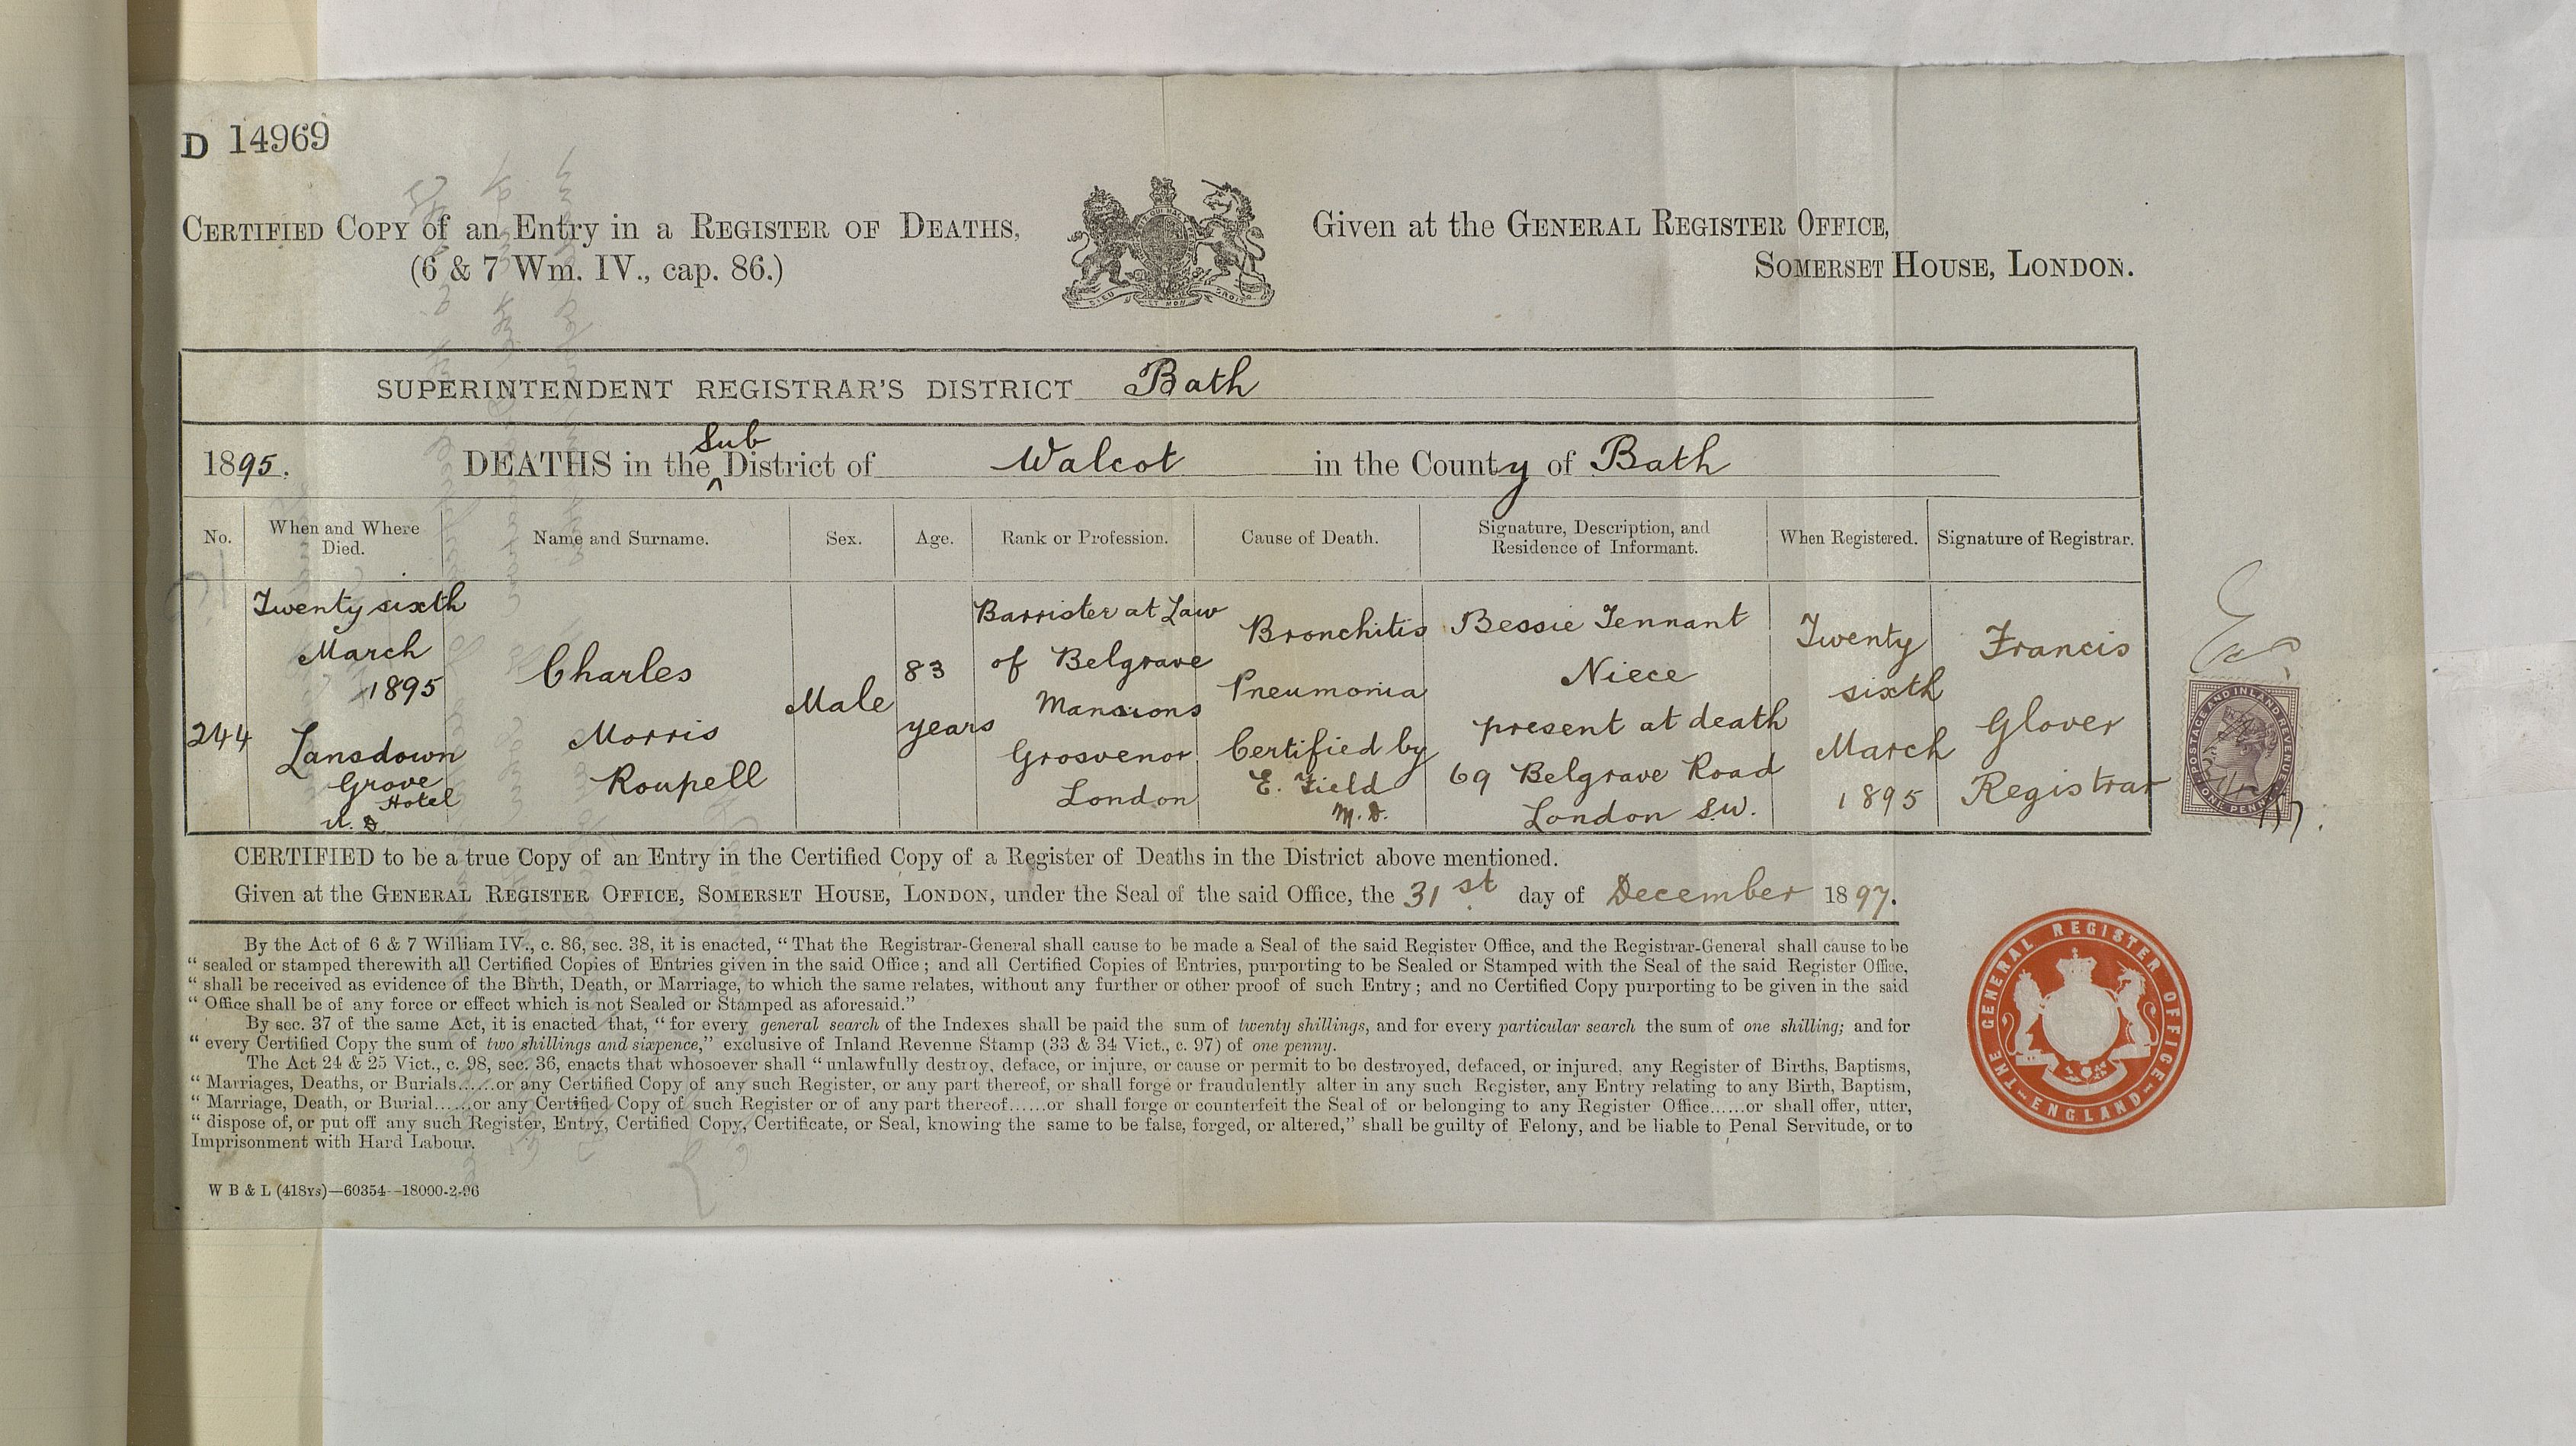 D 14969
CERTIFIED COPY of an Entry in a REGISTER OF DEATHS,
(6 & 7 Wm. IV., cap. 86.)
Given at the GENERAL REGISTER OFFICE,
SOMERSET HOUSE, LONDON.
SUPERINTENDENT REGISTRAR'S DISTRICT Bath
1895. DEATHS in the Sub District of Walcot in the County of Bath
No.
When and Where
Died.
Name and Surname.
Sex.
Age.
Rank or Profession.
Cause of Death.
Signature, Description, and
Residence of Informant.
When Registered.
Signature of Registrar.
244
Twenty sixth
March
1895
Lansdown
Grove
Hotel
Charles
Morris
Roupell
Male
83
years
Barrister at Law
of Belgrave
Mansions
Grosvenor
London
Bronchitis
Pneumonia
Certified by
E. Field
M.D.
Bessie Tennant
Niece
present at death
69 Belgrave Road
London S.W.
Twenty
sixth
March
1895
Francis
Glover
Registrar
POSTAGE AND INLAND REVENUE
ONE PENNY
CERTIFIED to be a true Copy of an Entry in the Certified Copy of a Register of Deaths in the District above mentioned.
Given at the GENERAL REGISTER OFFICE, SOMERSET HOUSE, LONDON, under the Seal of the said Office, the 31st day of December 1897.
By the Act of 6 & 7 William IV., c. 86, sec. 38, it is enacted, "That the Registrar-General shall cause to be made a Seal of the said Register Office, and the Registrar-General shall cause to be
"sealed or stamped therewith all Certified Copies of Entries given in the said Office; and all Certified Copies of Entries, purporting to be Sealed or Stamped with the Seal of the said Register Office,
"shall be received as evidence of the Birth, Death, or Marriage, to which the same relates, without any further or other proof of such Entry; and no Certified Copy purporting to be given in the said
"Office shall be of any force or effect which is not Sealed or Stamped as aforesaid."
By sec. 37 of the same Act, it is enacted that, "for every general search of the Indexes shall be paid the sum of twenty shillings, and for every particular search the sum of one shilling; and for
"every Certified Copy the sum of two shillings and sixpence," exclusive of Inland Revenue Stamp (33 & 34 Vict., c. 97) of one penny.
The Act 24 & 25 Vict., c. 98, sec. 36, enacts that whosoever shall "unlawfully destroy, deface, or injure, or cause or permit to be destroyed, defaced, or injured, any Register of Births, Baptisms,
"Marriages, Deaths, or Burials......or any Certified Copy of any such Register, or any part thereof, or shall forge or fraudulently alter in any such Register, any Entry relating to any Birth, Baptism,
"Marriage, Death, or Burial......or any Certified Copy of such Register or of any part thereof......or shall forge or counterfeit the Seal of or belonging to any Register Office......or shall offer, utter,
"dispose of, or put off any such Register, Entry, Certified Copy, Certificate, or Seal, knowing the same to be false, forged, or altered," shall be guilty of Felony, and be liable to Penal Servitude, or to
Imprisonment with Hard Labour.
THE GENERAL REGISTER OFFICE
ENGLAND
W B & L (418ys)—60354—18000-2-96